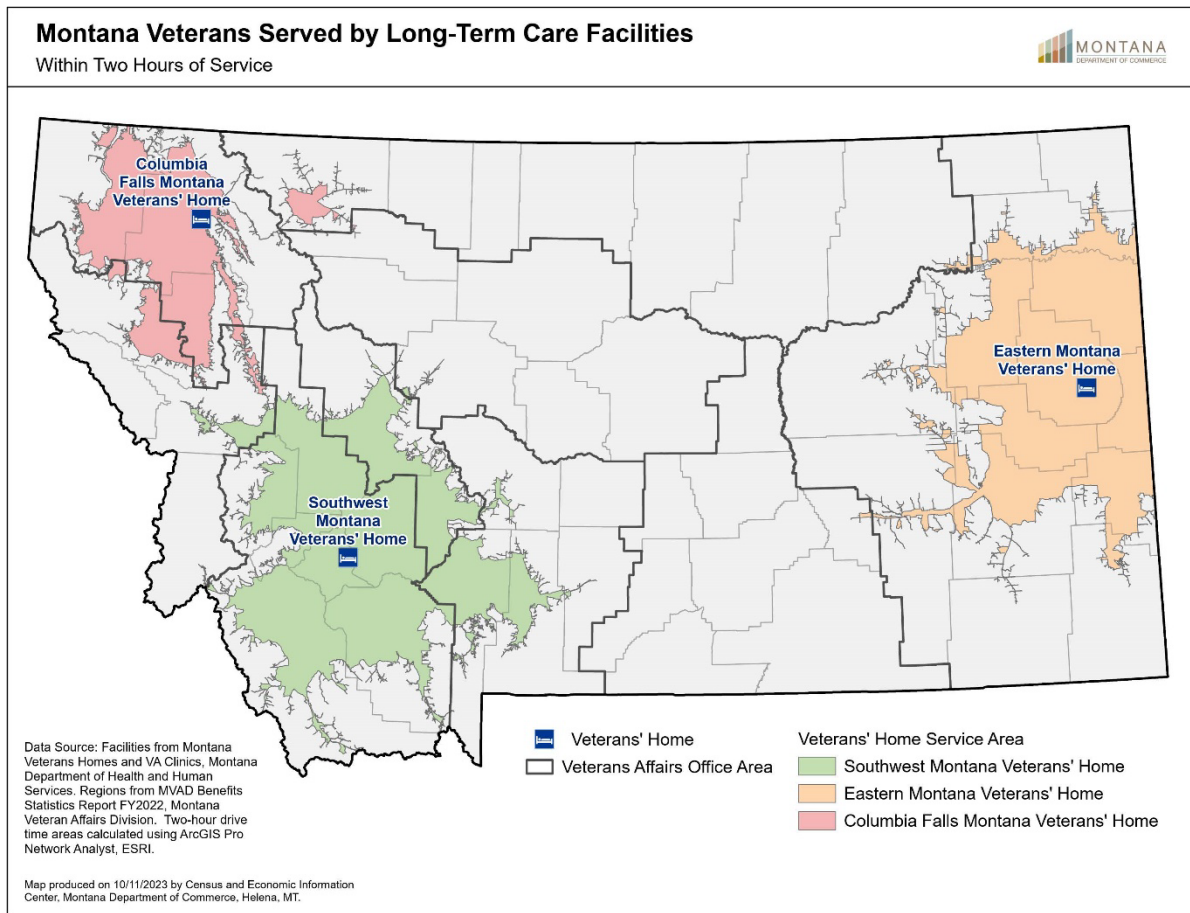 Montana Veterans Served by Long-Term Care Facilities
Within Two Hours of Service
MONTANA
DEPARTMENT OF COMMERCE
Columbia
Falls Montana
Veterans' Home
Eastern Montana
Veterans' Home
Southwest
Montana
Veterans' Home
Data Source: Facilities from Montana
Veterans Homes and VA Clinics, Montana
Department of Health and Human
Services. Regions from MVAD Benefits
Statistics Report FY2022, Montana
Veteran Affairs Division.  Two-hour drive
time areas calculated using ArcGIS Pro
Network Analyst, ESRI.
Map produced on 10/11/2023 by Census and Economic Information
Center, Montana Department of Commerce, Helena, MT.
Veterans' Home
Veterans Affairs Office Area
Veterans' Home Service Area
Southwest Montana Veterans' Home
Eastern Montana Veterans' Home
Columbia Falls Montana Veterans' Home